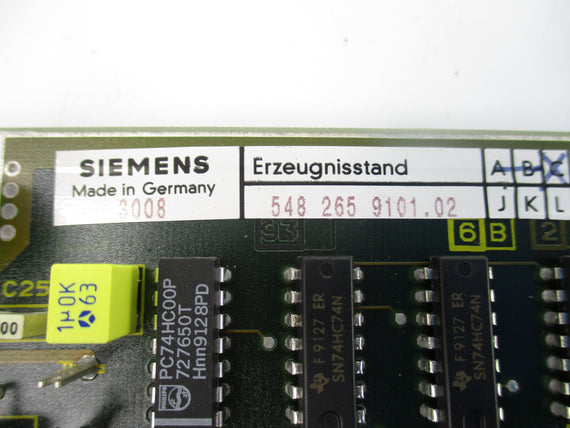 SIEMENS
Made in Germany
3008
Erzeugnisstand
A B C
548 265 9101.02
J K L
93
6 B 2
C25
1µ0K
63
00
PC74HC00P
727650T
Hnn9128PD
PHILIPS
F 9127 ER
SN74HC74N
F 9127 ER
SN74HC74N